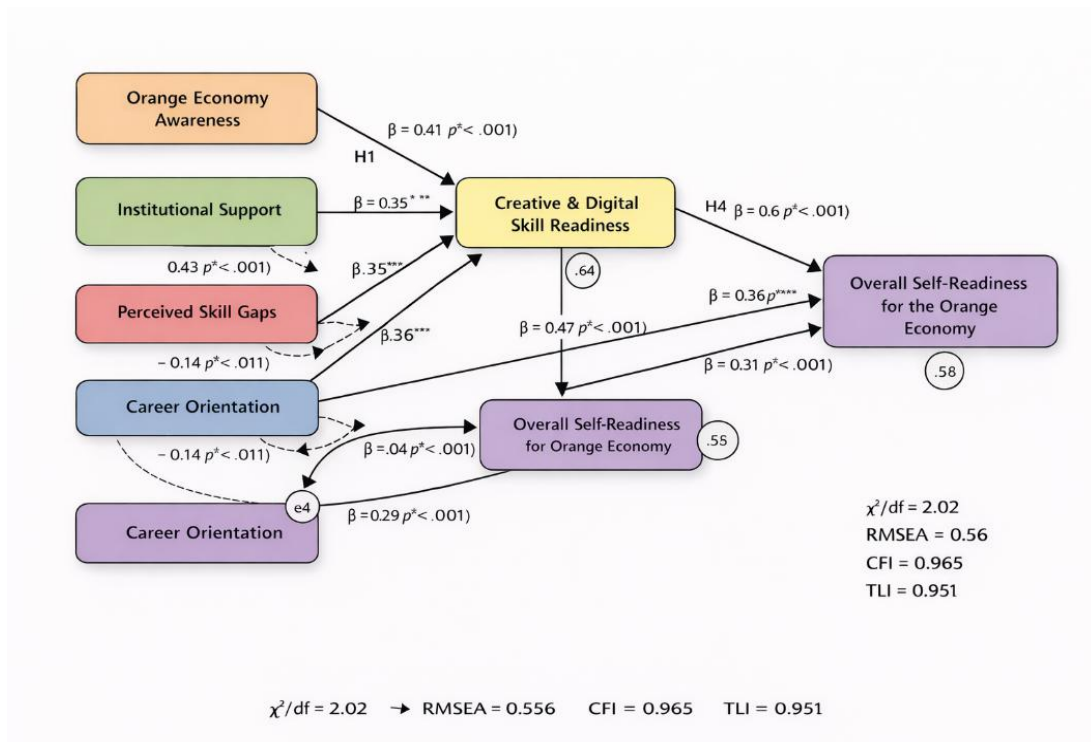 Orange Economy
Awareness
β = 0.41 p*< .001)
H1
Institutional Support
β = 0.35* **
Creative & Digital
Skill Readiness
H4 β = 0.6 p*< .001)
0.43 p*< .001)
β.35***
.64
Perceived Skill Gaps
β.36***
Overall Self-Readiness
for the Orange
Economy
β = 0.36 p****
β = 0.47 p*< .001)
− 0.14 p*< .011)
β = 0.31 p*< .001)
.58
Career Orientation
Overall Self-Readiness
for Orange Economy
.55
− 0.14 p*< .011)
β =.04 p*< .001)
e4
β = 0.29 p*< .001)
Career Orientation
χ²/df = 2.02
RMSEA = 0.56
CFI = 0.965
TLI = 0.951
χ²/df = 2.02 → RMSEA = 0.556 CFI = 0.965 TLI = 0.951